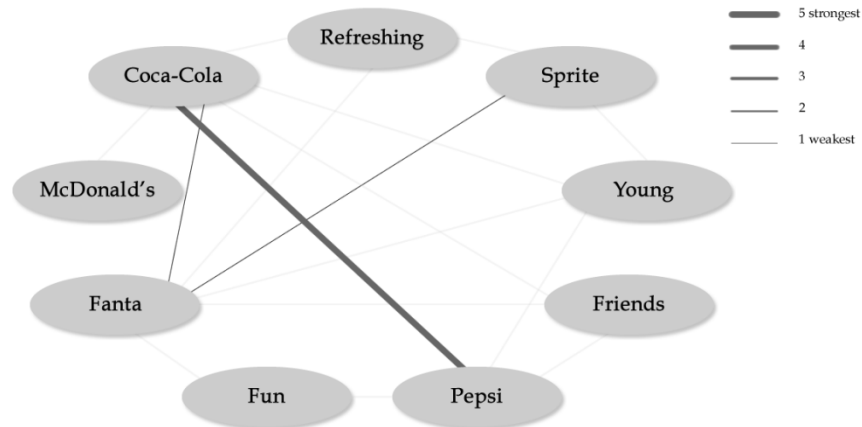 5 strongest
4
3
2
1 weakest
Refreshing
Coca-Cola
Sprite
McDonald's
Young
Fanta
Friends
Fun
Pepsi